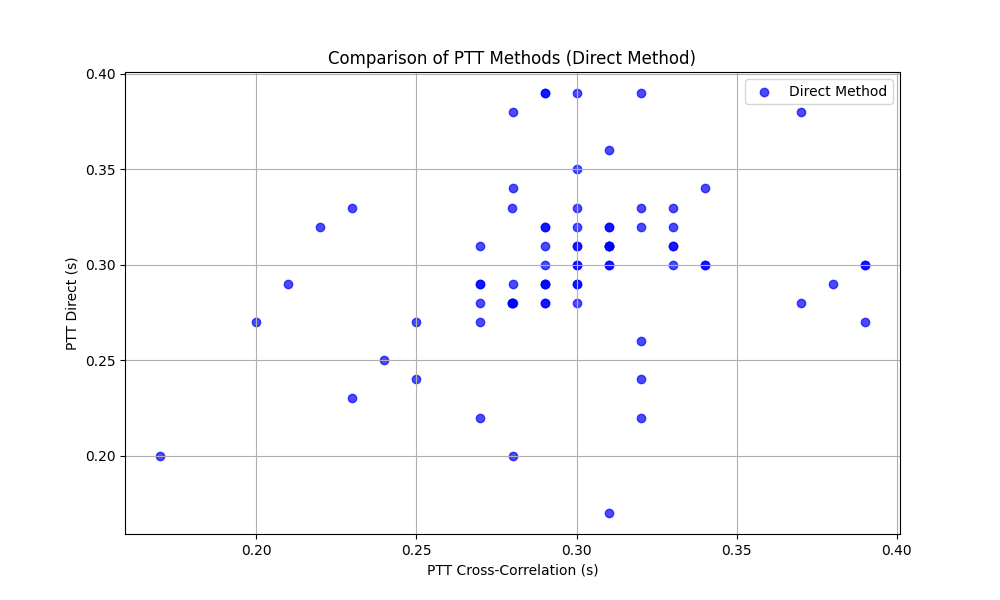 Comparison of PTT Methods (Direct Method)
Direct Method
PTT Direct (s)
0.40
0.35
0.30
0.25
0.20
0.20 0.25 0.30 0.35 0.40
PTT Cross-Correlation (s)